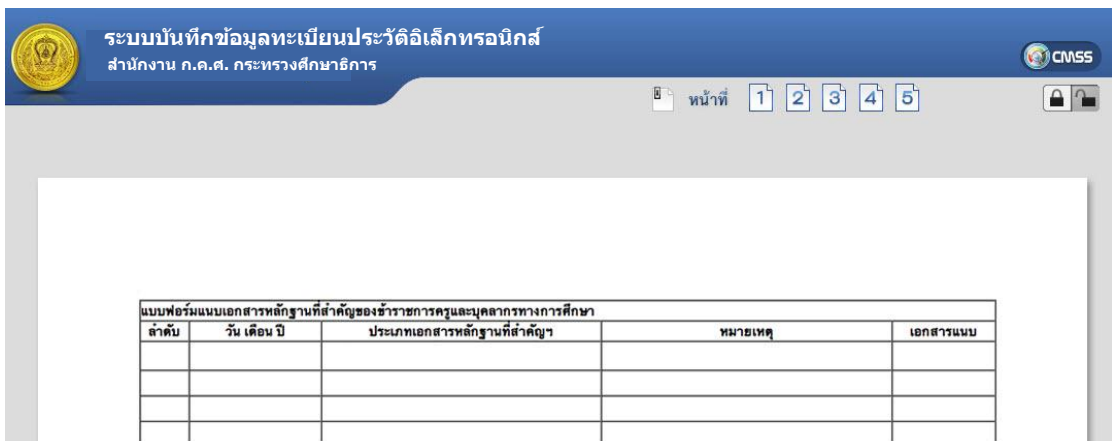 ระบบบันทึกข้อมูลทะเบียนประวัติอิเล็กทรอนิกส์
สำนักงาน ก.ค.ศ. กระทรวงศึกษาธิการ
CMSS
หน้าที่ 1 2 3 4 5
แบบฟอร์มแนบเอกสารหลักฐานที่สำคัญของข้าราชการครูและบุคลากรทางการศึกษา
ลำดับ วัน เดือน ปี ประเภทเอกสารหลักฐานที่สำคัญฯ หมายเหตุ เอกสารแนบ